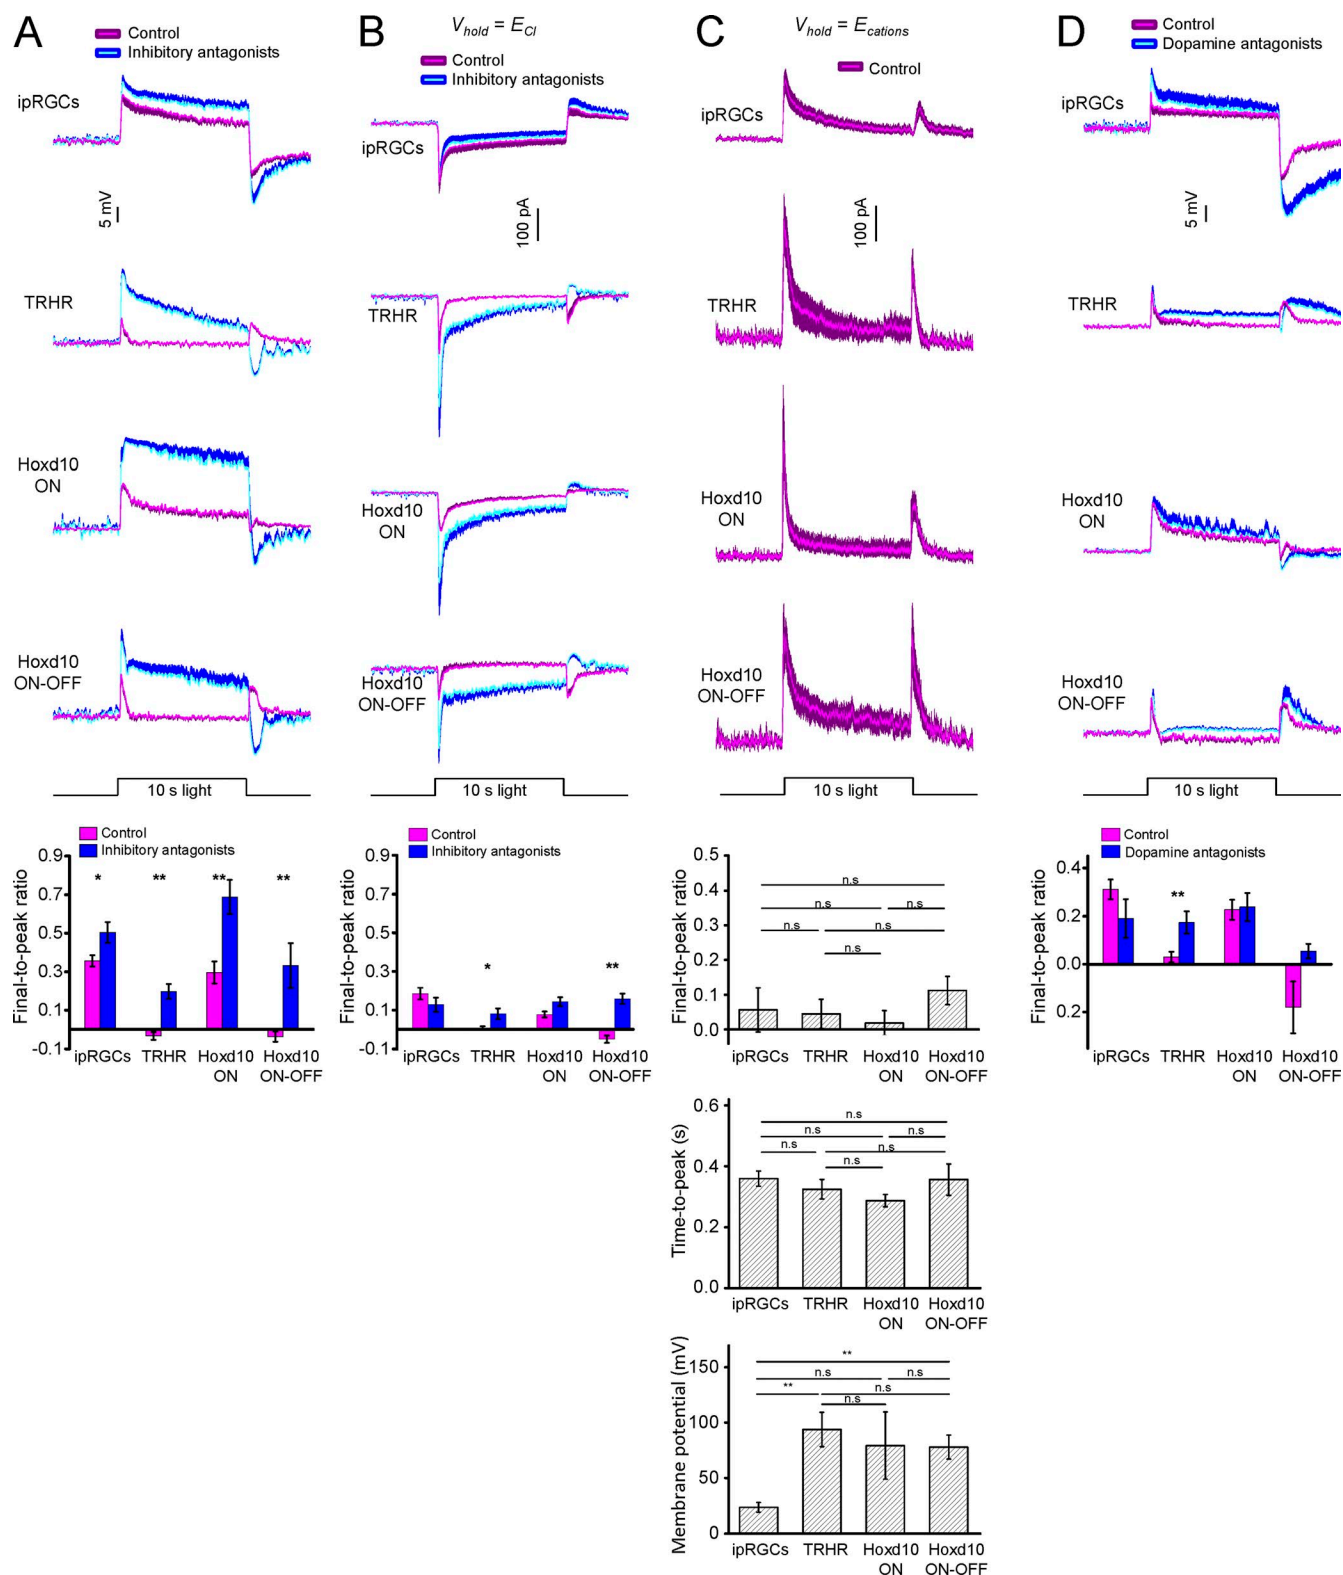 A
Control
Inhibitory antagonists
ipRGCs
5 mV
TRHR
Hoxd10
ON
Hoxd10
ON-OFF
10 s light
Control
Inhibitory antagonists
Final-to-peak ratio
0.9
0.7
0.5
0.3
0.1
-0.1
*
**
**
**
ipRGCs TRHR Hoxd10 Hoxd10
ON ON-OFF
B
Vhold = ECl
Control
Inhibitory antagonists
ipRGCs
100 pA
TRHR
Hoxd10
ON
Hoxd10
ON-OFF
10 s light
Control
Inhibitory antagonists
Final-to-peak ratio
0.9
0.7
0.5
0.3
0.1
-0.1
*
**
ipRGCs TRHR Hoxd10 Hoxd10
ON ON-OFF
C
Vhold = Ecations
Control
ipRGCs
100 pA
TRHR
Hoxd10
ON
Hoxd10
ON-OFF
10 s light
Final-to-peak ratio
0.5
0.4
0.3
0.2
0.1
0.0
n.s
n.s n.s
n.s n.s
n.s
ipRGCs TRHR Hoxd10 Hoxd10
ON ON-OFF
Time-to-peak (s)
0.6
0.4
0.2
0.0
n.s
n.s n.s
n.s n.s
n.s
ipRGCs TRHR Hoxd10 Hoxd10
ON ON-OFF
Membrane potential (mV)
150
100
50
0
**
n.s n.s
** n.s
n.s
ipRGCs TRHR Hoxd10 Hoxd10
ON ON-OFF
D
Control
Dopamine antagonists
ipRGCs
5 mV
TRHR
Hoxd10
ON
Hoxd10
ON-OFF
10 s light
Control
Dopamine antagonists
Final-to-peak ratio
0.4
0.2
0.0
0.2
**
ipRGCs TRHR Hoxd10 Hoxd10
ON ON-OFF